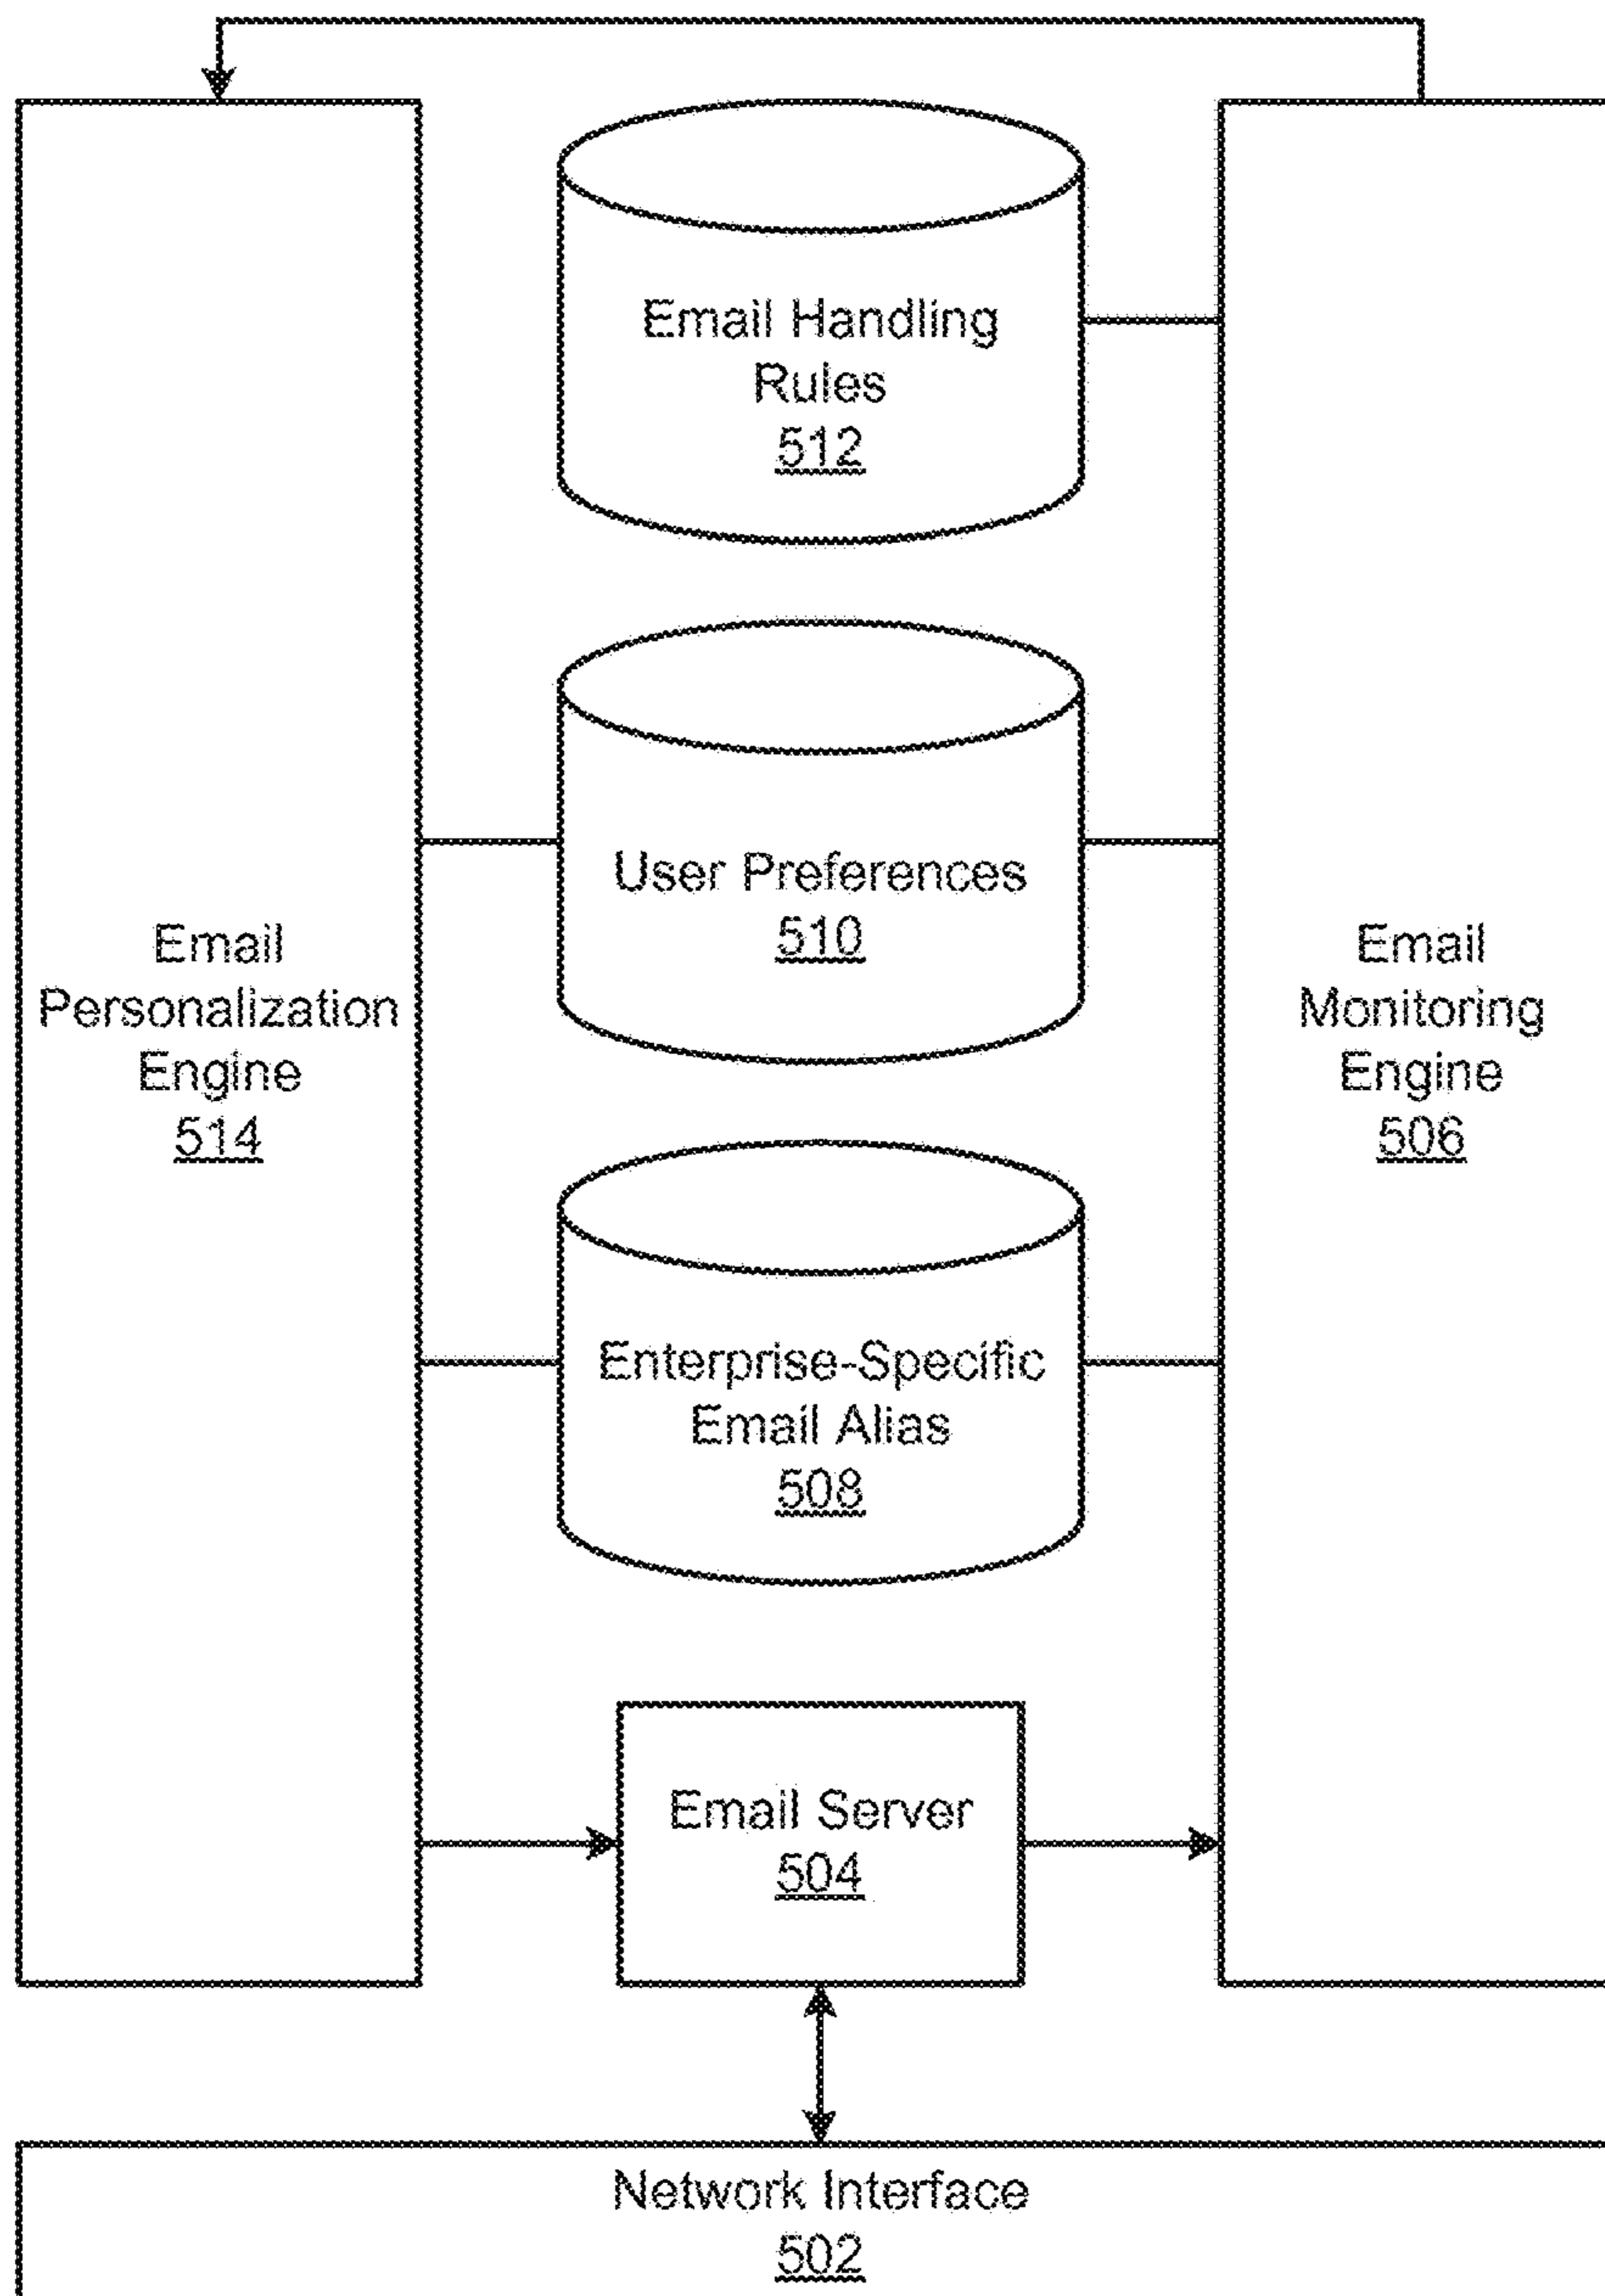 Email Handling
Rules
512
User Preferences
510
Email
Personalization
Engine
514
Email
Monitoring
Engine
506
Enterprise-Specific
Email Alias
508
Email Server
504
Network Interface
502